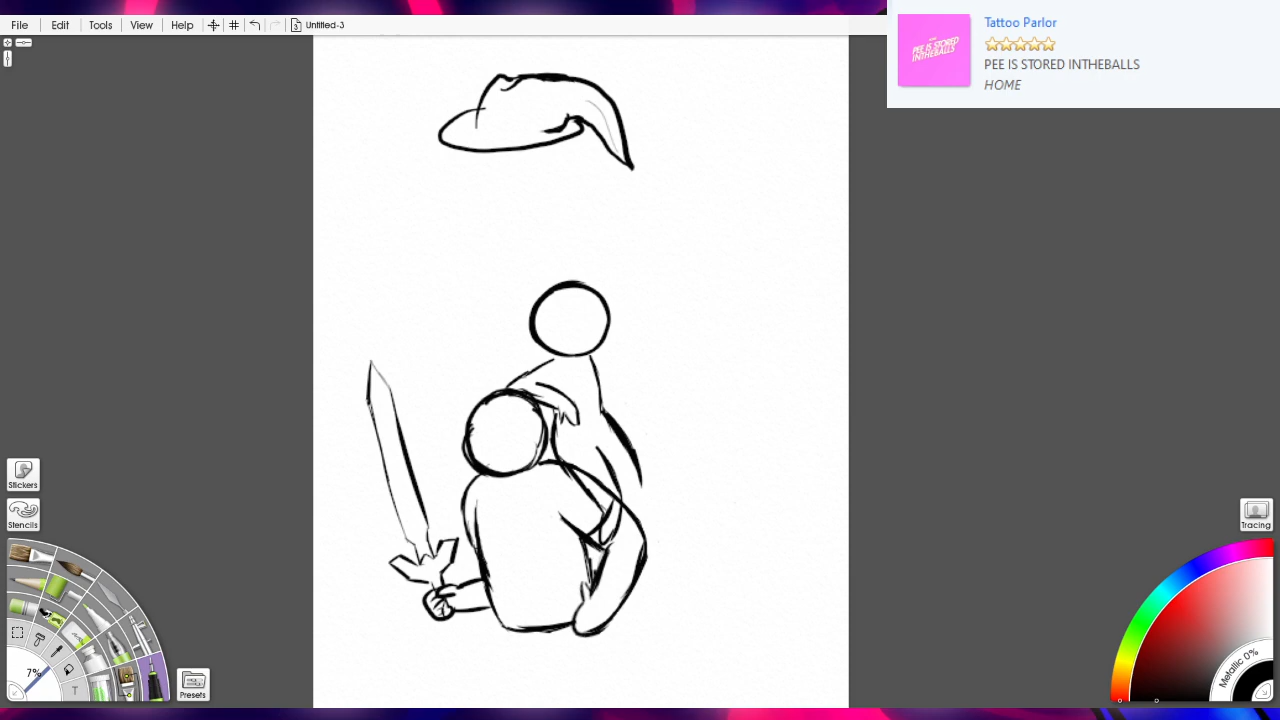 File Edit Tools View Help 3 Untitled-3
Tattoo Parlor
PEE IS STORED INTHEBALLS
HOME
PEE IS STORED
INTHEBALLS
Stickers
Stencils
Tracing
7%
T
Presets
Metallic 0%